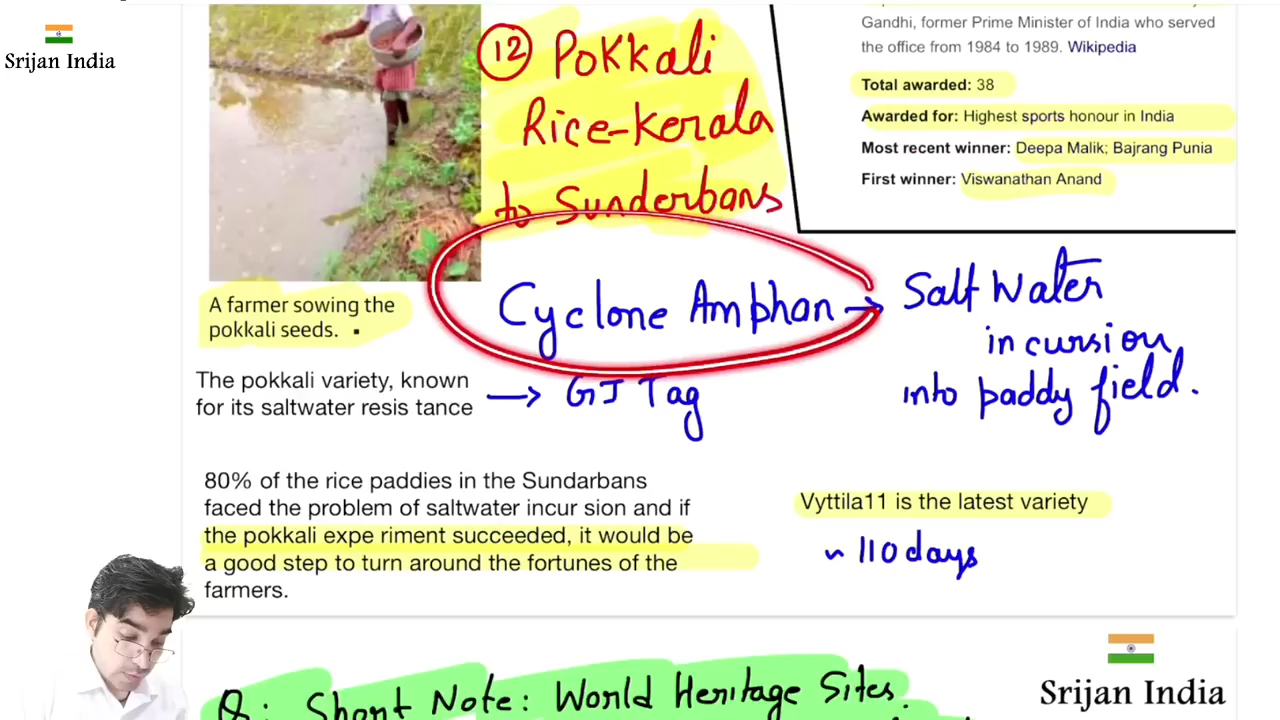 Srijan India
12 Pokkali
Rice-Kerala
to Sunderbans
Gandhi, former Prime Minister of India who served
the office from 1984 to 1989. Wikipedia
Total awarded: 38
Awarded for: Highest sports honour in India
Most recent winner: Deepa Malik; Bajrang Punia
First winner: Viswanathan Anand
A farmer sowing the
pokkali seeds.
Cyclone Amphan → Salt Water
incursion
into paddy field.
The pokkali variety, known
for its saltwater resis tance → GI Tag
80% of the rice paddies in the Sundarbans
faced the problem of saltwater incur sion and if
the pokkali expe riment succeeded, it would be
a good step to turn around the fortunes of the
farmers.
Vyttila11 is the latest variety
~ 110 days
Q: Short Note: World Heritage Sites.
Srijan India